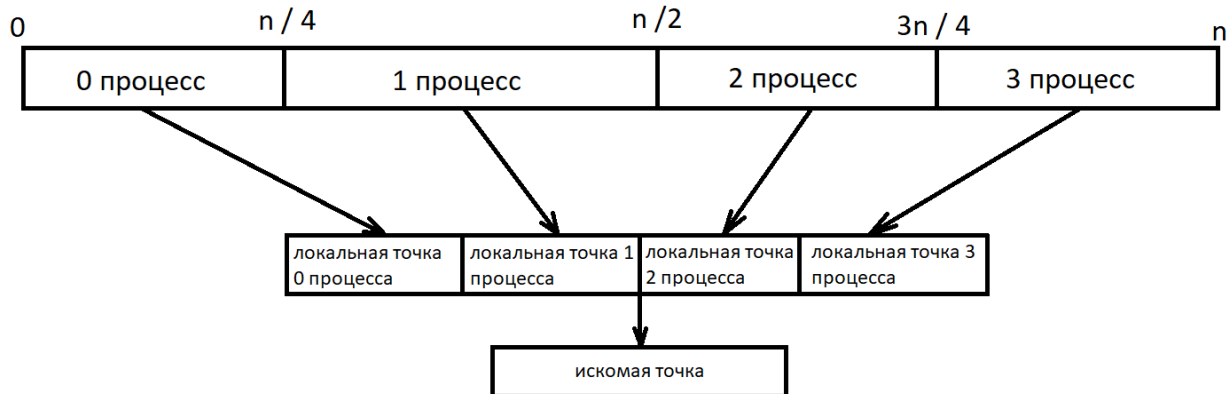 0
n / 4
n /2
3n / 4
n
0 процесс
1 процесс
2 процесс
3 процесс
локальная точка
0 процесса
локальная точка 1
процесса
локальная точка
2 процесса
локальная точка 3
процесса
искомая точка